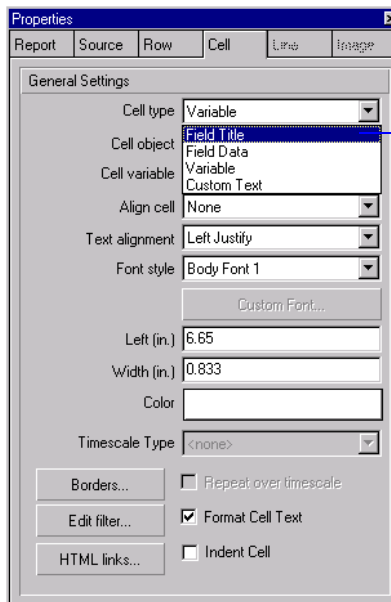 Properties
Report Source Row Cell Line Image
General Settings
Cell type Variable
Field Title
Cell object Field Data
Cell variable Variable
Custom Text
Align cell None
Text alignment Left Justify
Font style Body Font 1
Custom Font...
Left (in.) 6.65
Width (in.) 0.833
Color
Timescale Type <none>
Borders... Repeat over timescale
Edit filter... Format Cell Text
HTML links... Indent Cell